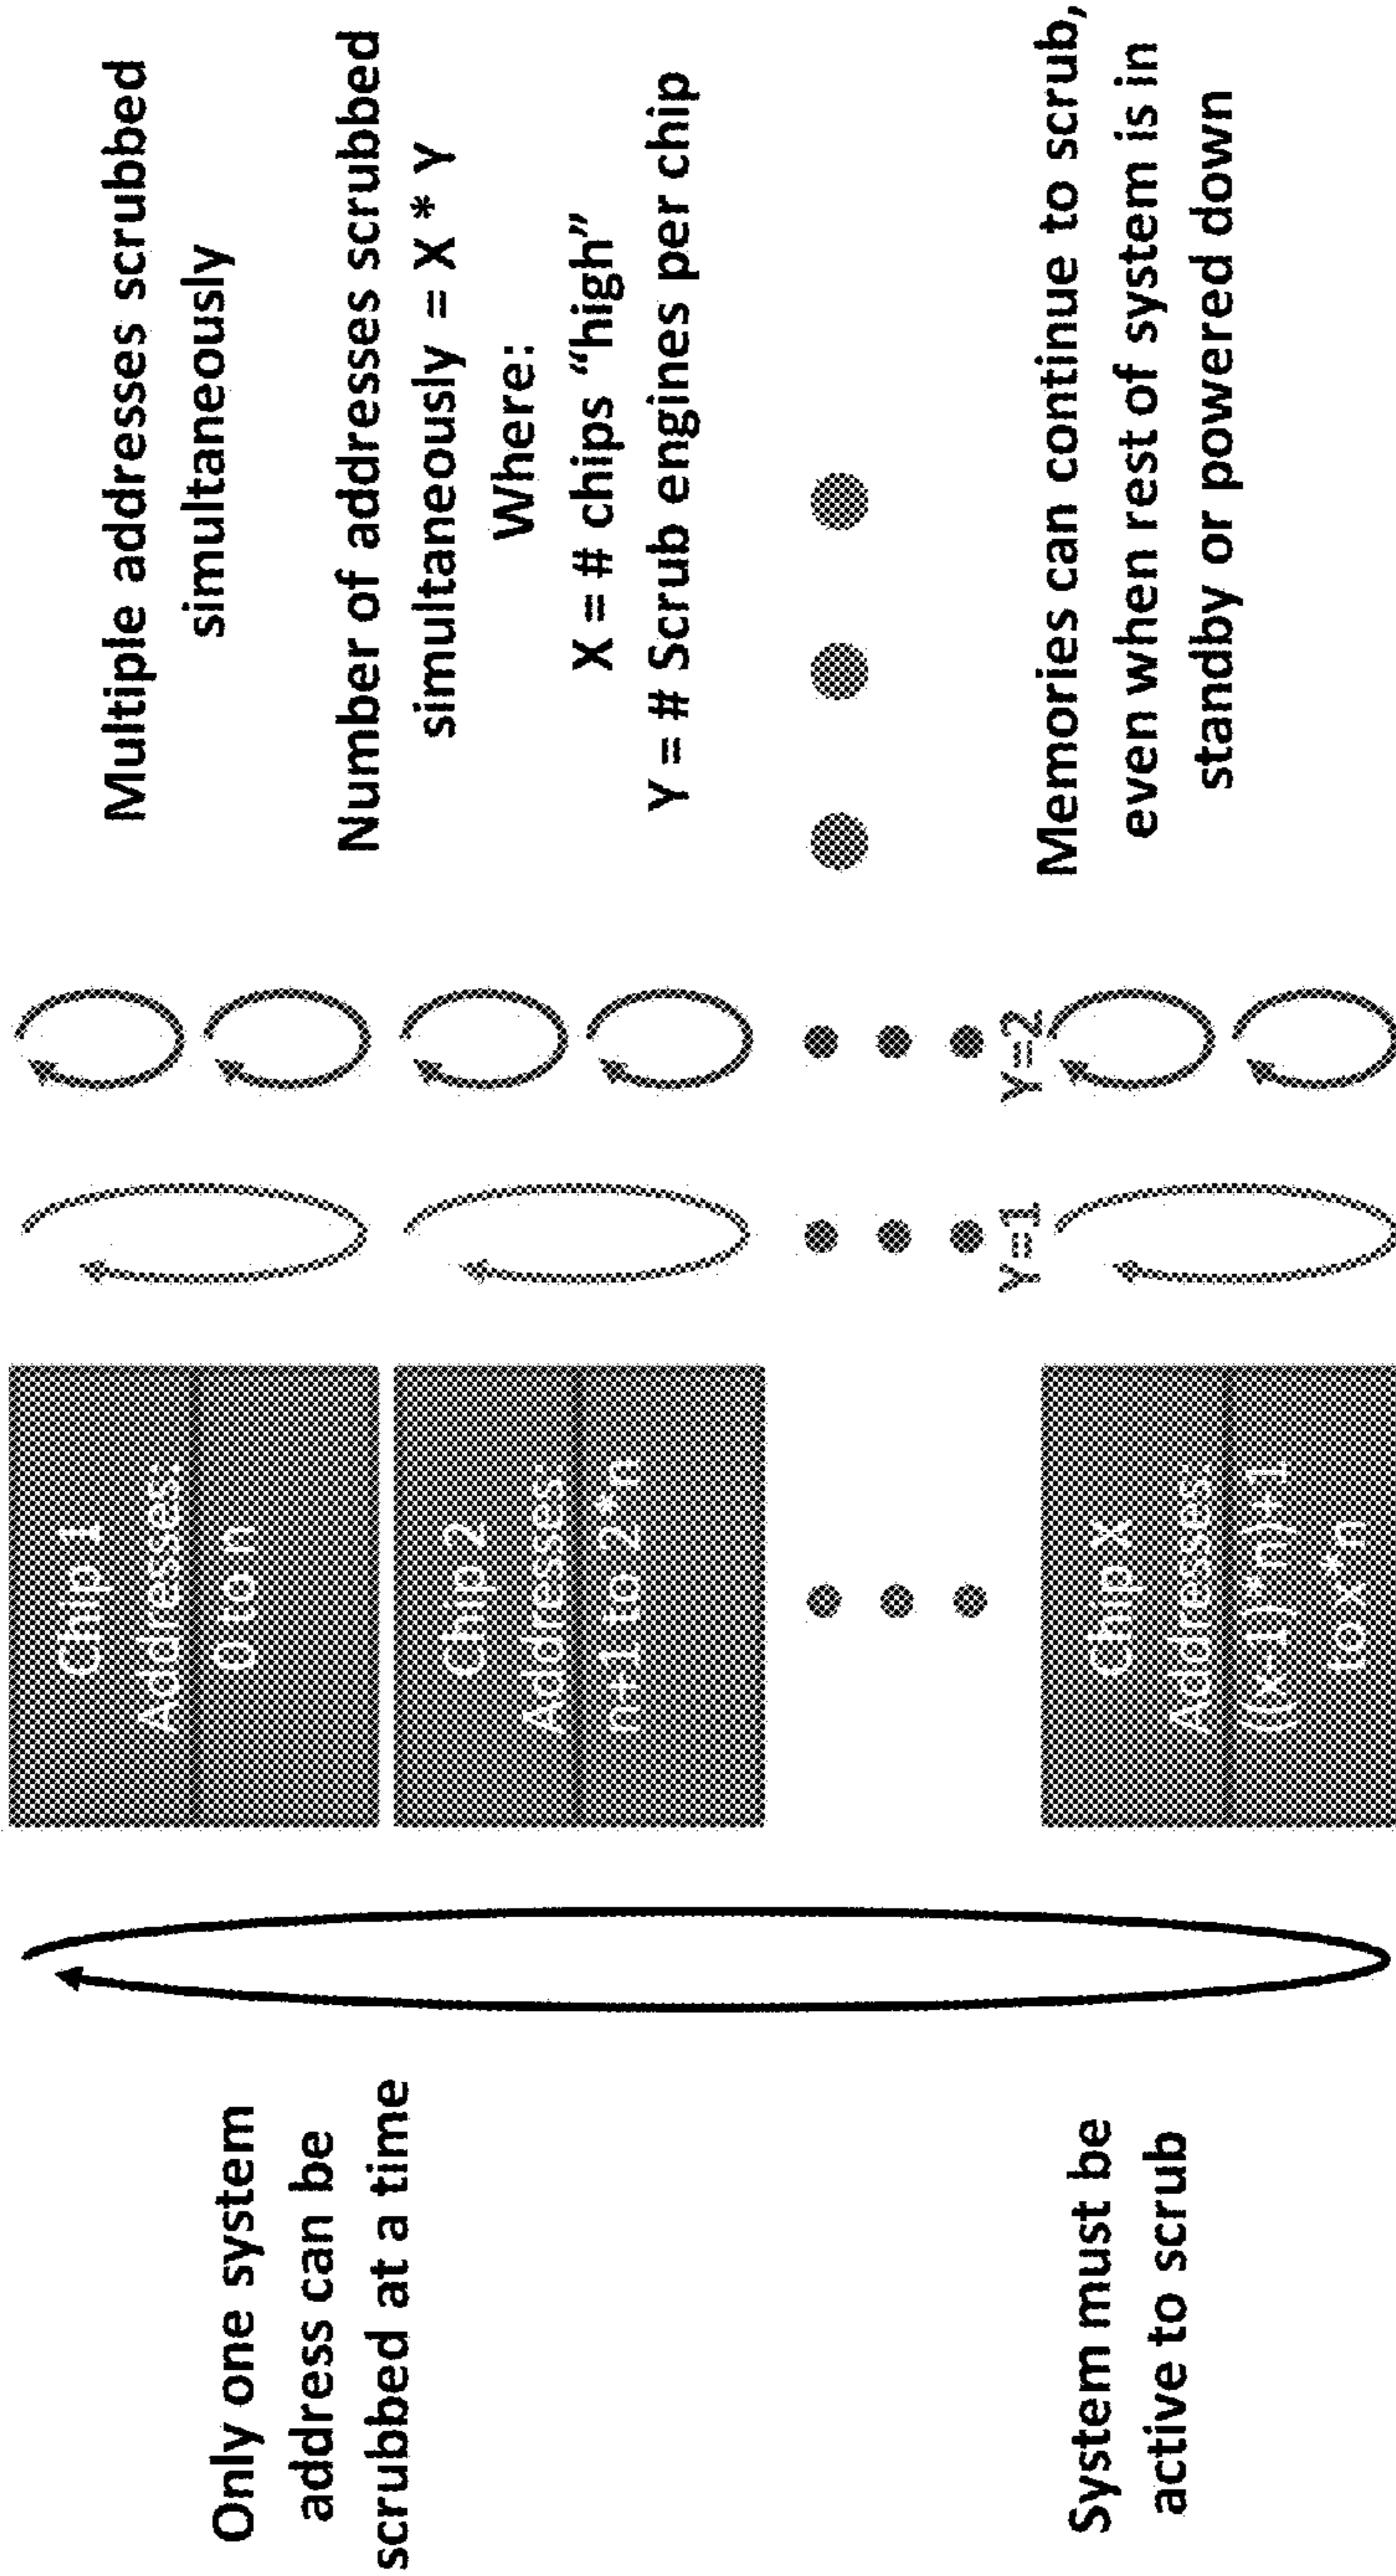 Only one system
address can be
scrubbed at a time
System must be
active to scrub
Chip 1
Addresses:
0 to n
Chip 2
Addresses
n+1 to 2*n
Chip X
Addresses
((x-1)*n)+1
to x*n
Y=1
Y=2
Multiple addresses scrubbed
simultaneously
Number of addresses scrubbed
simultaneously = X * Y
Where:
X = # chips “high”
Y = # Scrub engines per chip
Memories can continue to scrub,
even when rest of system is in
standby or powered down